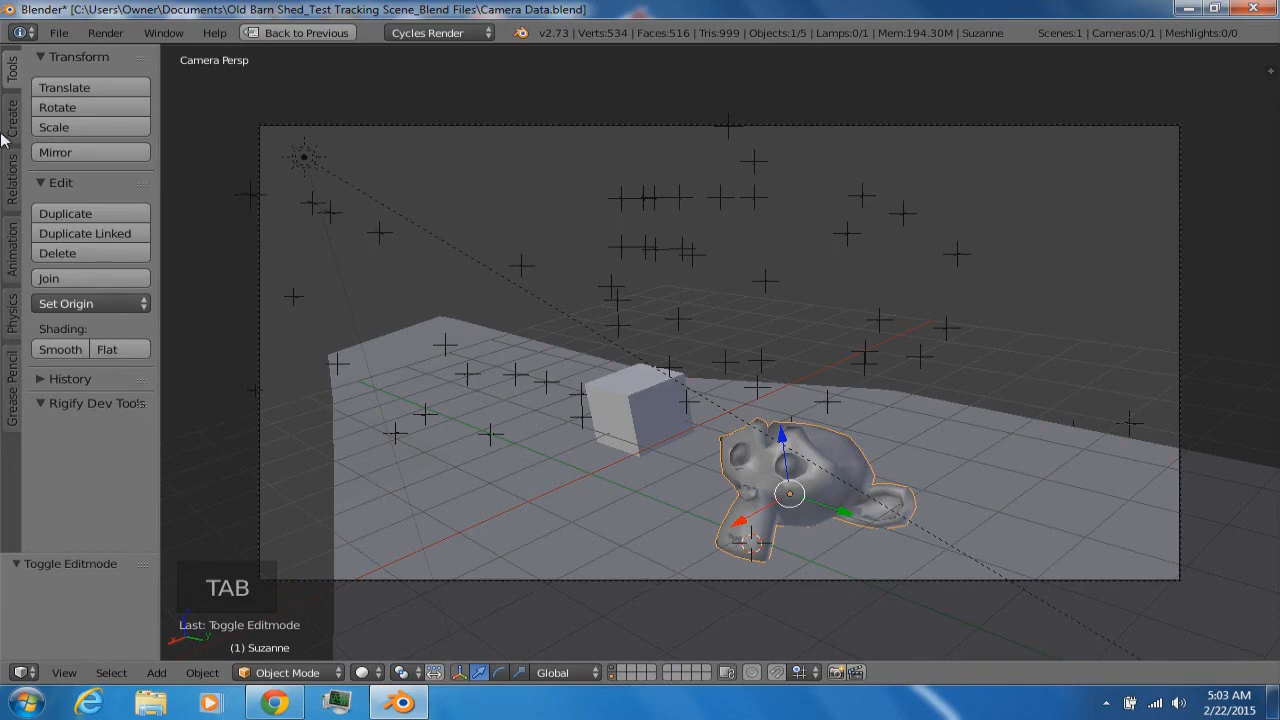 Blender* [C:\Users\Owner\Documents\Old Barn Shed_Test Tracking Scene_Blend Files\Camera Data.blend]
File Render Window Help Back to Previous Cycles Render v2.73 | Verts:534 | Faces:516 | Tris:999 | Objects:1/5 | Lamps:0/1 | Mem:194.30M | Suzanne Scenes:1 | Cameras:0/1 | Meshlights:0/0
Tools
Create
Relations
Animation
Physics
Grease Pencil
Transform
Translate
Rotate
Scale
Mirror
Edit
Duplicate
Duplicate Linked
Delete
Join
Set Origin
Shading:
Smooth Flat
History
Rigify Dev Tools
Toggle Editmode
Camera Persp
TAB
Last: Toggle Editmode
(1) Suzanne
View Select Add Object Object Mode Global
5:03 AM
2/22/2015